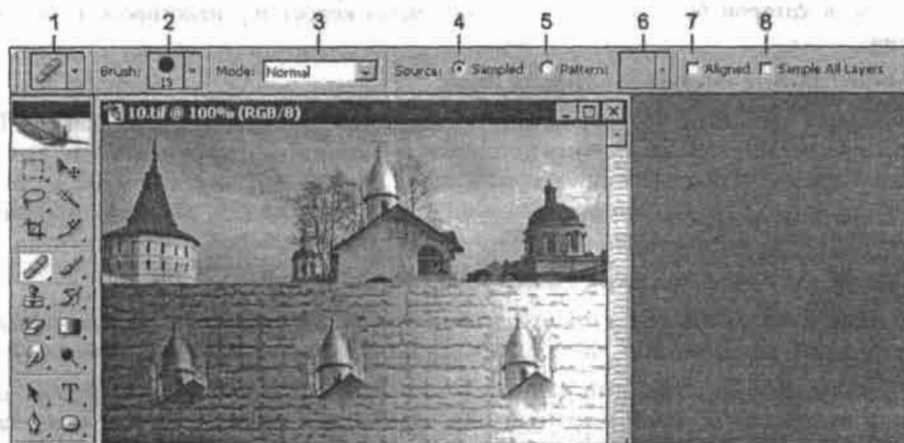 1 2 3 4 5 6 7 8
Brush: 19 Mode: Normal Source: Sampled Pattern: Aligned Sample All Layers
10.tif @ 100% (RGB/8)
T